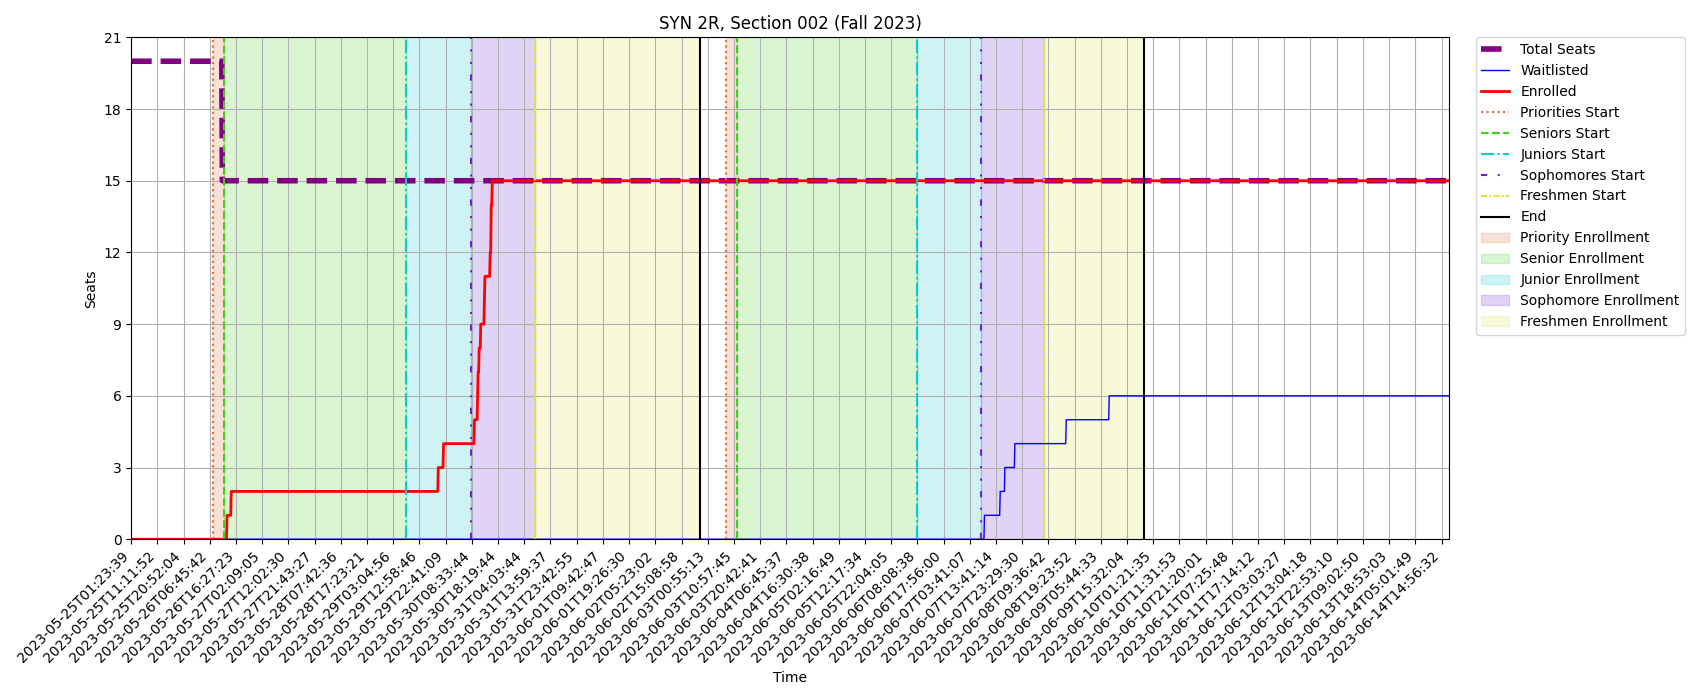 SYN 2R, Section 002 (Fall 2023)
Seats
21
18
15
12
9
6
3
0
2023-05-25T01:23:39
2023-05-25T11:11:52
2023-05-25T20:52:04
2023-05-26T06:45:42
2023-05-26T16:27:23
2023-05-27T02:09:05
2023-05-27T12:02:30
2023-05-27T21:43:27
2023-05-28T07:42:36
2023-05-28T17:23:21
2023-05-29T03:04:56
2023-05-29T12:58:46
2023-05-29T22:41:09
2023-05-30T08:33:44
2023-05-30T18:19:44
2023-05-31T04:03:44
2023-05-31T13:59:37
2023-05-31T23:42:55
2023-06-01T09:42:47
2023-06-01T19:26:30
2023-06-02T05:23:02
2023-06-02T15:08:58
2023-06-03T00:55:13
2023-06-03T10:57:45
2023-06-03T20:42:41
2023-06-04T06:45:37
2023-06-04T16:30:38
2023-06-05T02:16:49
2023-06-05T12:17:34
2023-06-05T22:04:05
2023-06-06T08:08:38
2023-06-06T17:56:00
2023-06-07T03:41:07
2023-06-07T13:41:14
2023-06-07T23:29:30
2023-06-08T09:36:42
2023-06-08T19:23:52
2023-06-09T05:44:33
2023-06-09T15:32:04
2023-06-10T01:21:35
2023-06-10T11:31:53
2023-06-10T21:20:01
2023-06-11T07:25:48
2023-06-11T17:14:12
2023-06-12T03:03:27
2023-06-12T13:04:18
2023-06-12T22:53:10
2023-06-13T09:02:50
2023-06-13T18:53:03
2023-06-14T05:01:49
2023-06-14T14:56:32
Time
Total Seats
Waitlisted
Enrolled
Priorities Start
Seniors Start
Juniors Start
Sophomores Start
Freshmen Start
End
Priority Enrollment
Senior Enrollment
Junior Enrollment
Sophomore Enrollment
Freshmen Enrollment